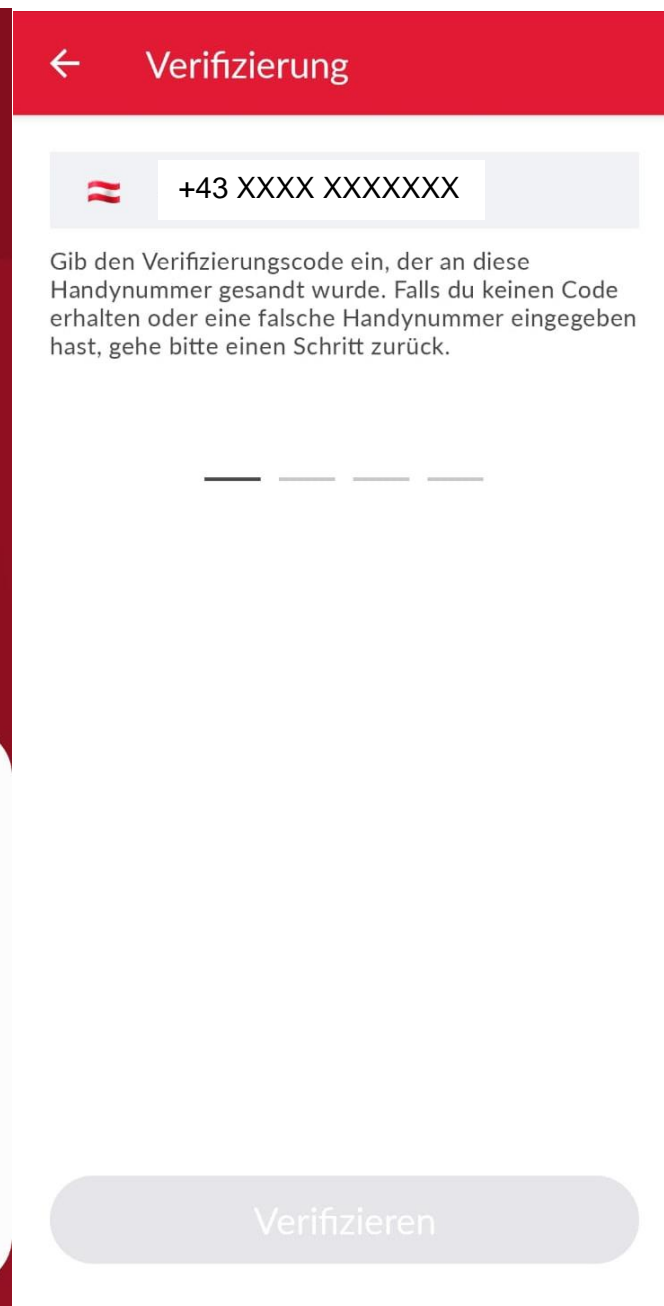 Verifizierung
+43 XXXX XXXXXXX
Gib den Verifizierungscode ein, der an diese
Handynummer gesandt wurde. Falls du keinen Code
erhalten oder eine falsche Handynummer eingegeben
hast, gehe bitte einen Schritt zurück.
Verifizieren